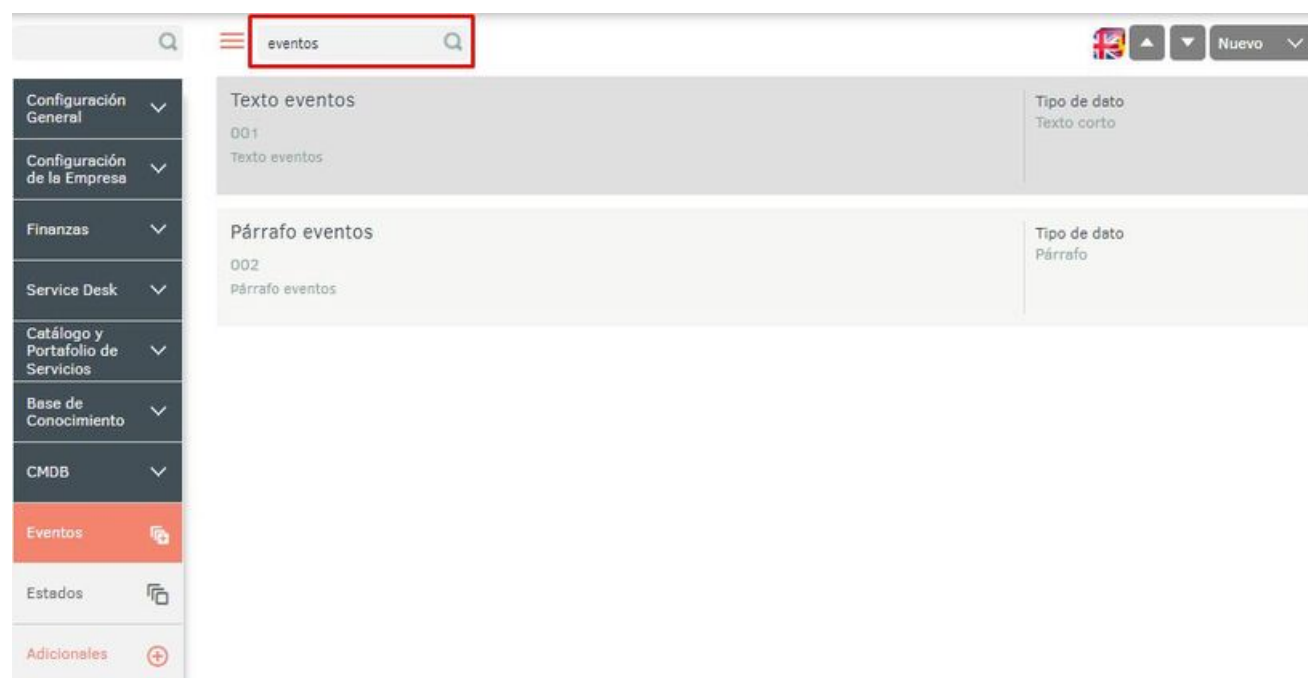 eventos
Nuevo
Configuración
General
Configuración
de la Empresa
Finanzas
Service Desk
Catálogo y
Portafolio de
Servicios
Base de
Conocimiento
CMDB
Eventos
Estados
Adicionales
Texto eventos
001
Texto eventos
Tipo de dato
Texto corto
Párrafo eventos
002
Párrafo eventos
Tipo de dato
Párrafo